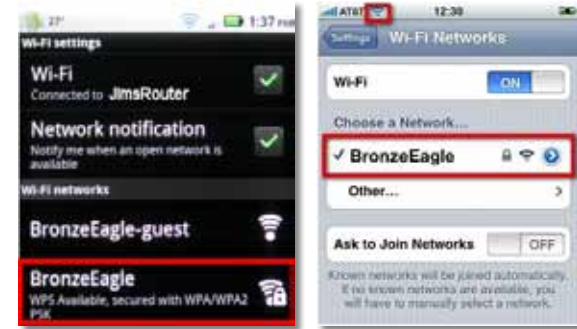 27°
1:37 PM
Wi-Fi settings
Wi-Fi
Connected to JimsRouter
Network notification
Notify me when an open network is
available
Wi-Fi networks
BronzeEagle-guest
BronzeEagle
WPS Available, secured with WPA/WPA2
PSK
AT&T
12:30
Settings
Wi-Fi Networks
Wi-Fi
ON
Choose a Network...
BronzeEagle
Other...
Ask to Join Networks
OFF
Known networks will be joined automatically.
If no known networks are available, you
will have to manually select a network.